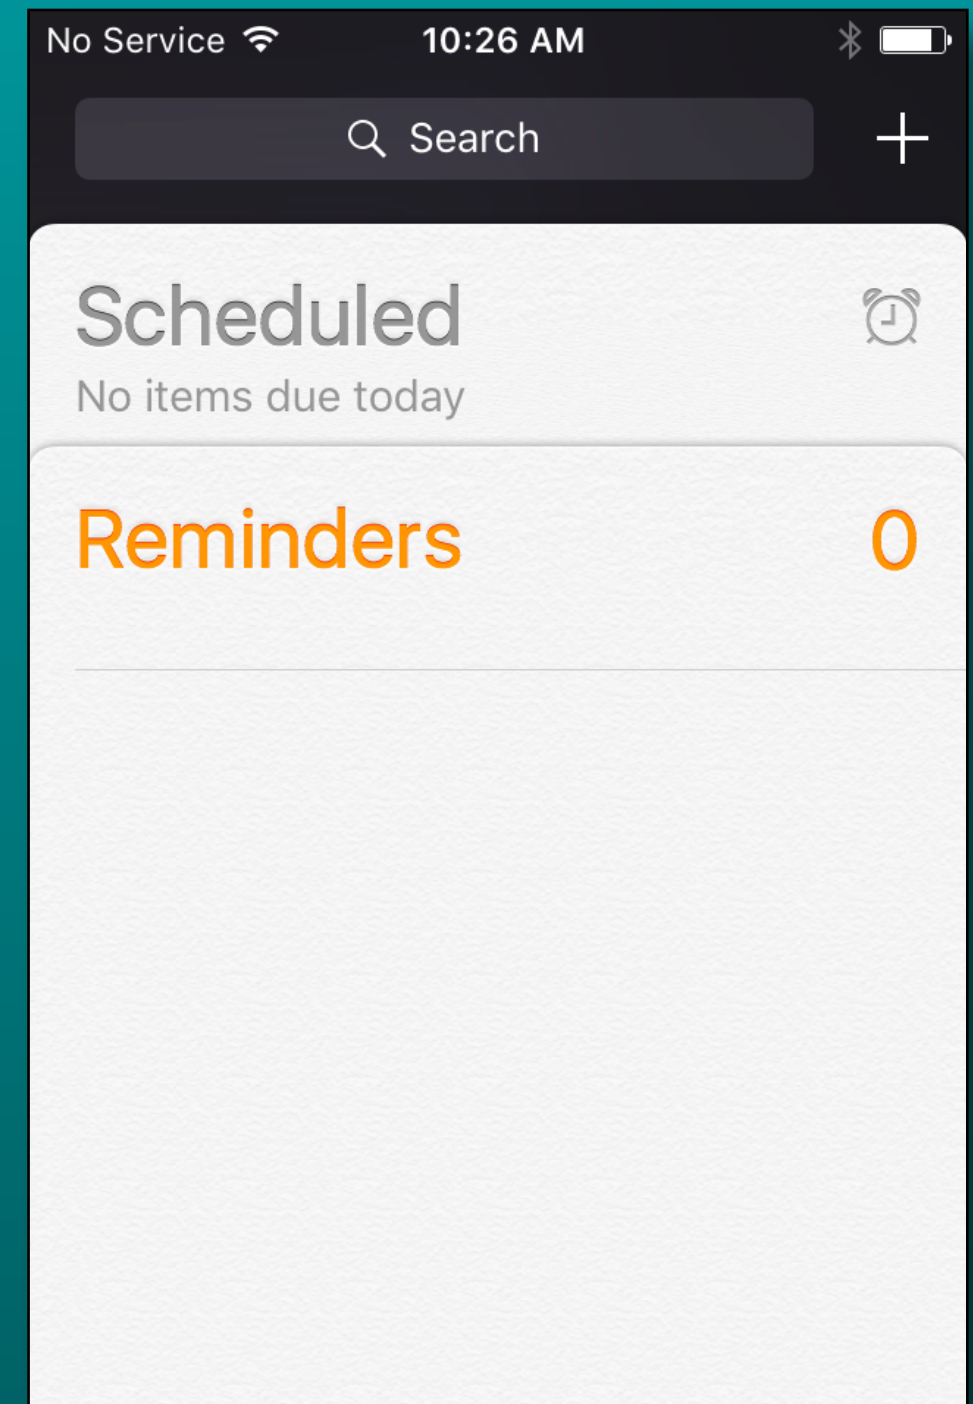 No Service 10:26 AM
Search
Scheduled
No items due today
Reminders 0